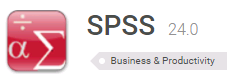 ÷
α Σ
SPSS 24.0
Business & Productivity